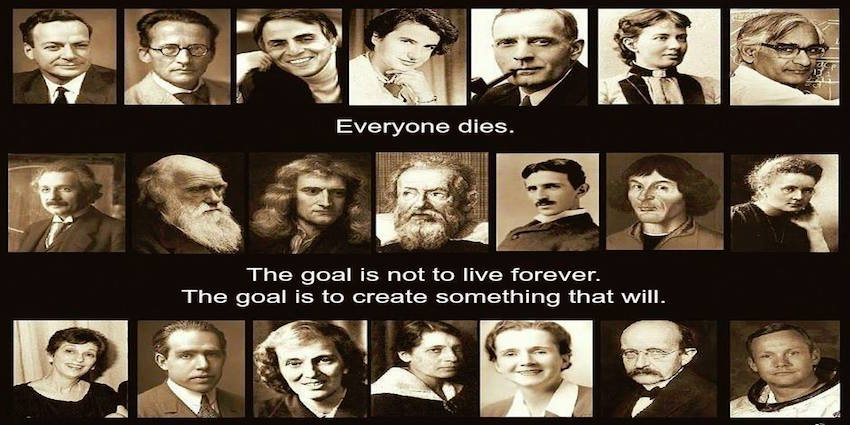 Everyone dies.
The goal is not to live forever.
The goal is to create something that will.